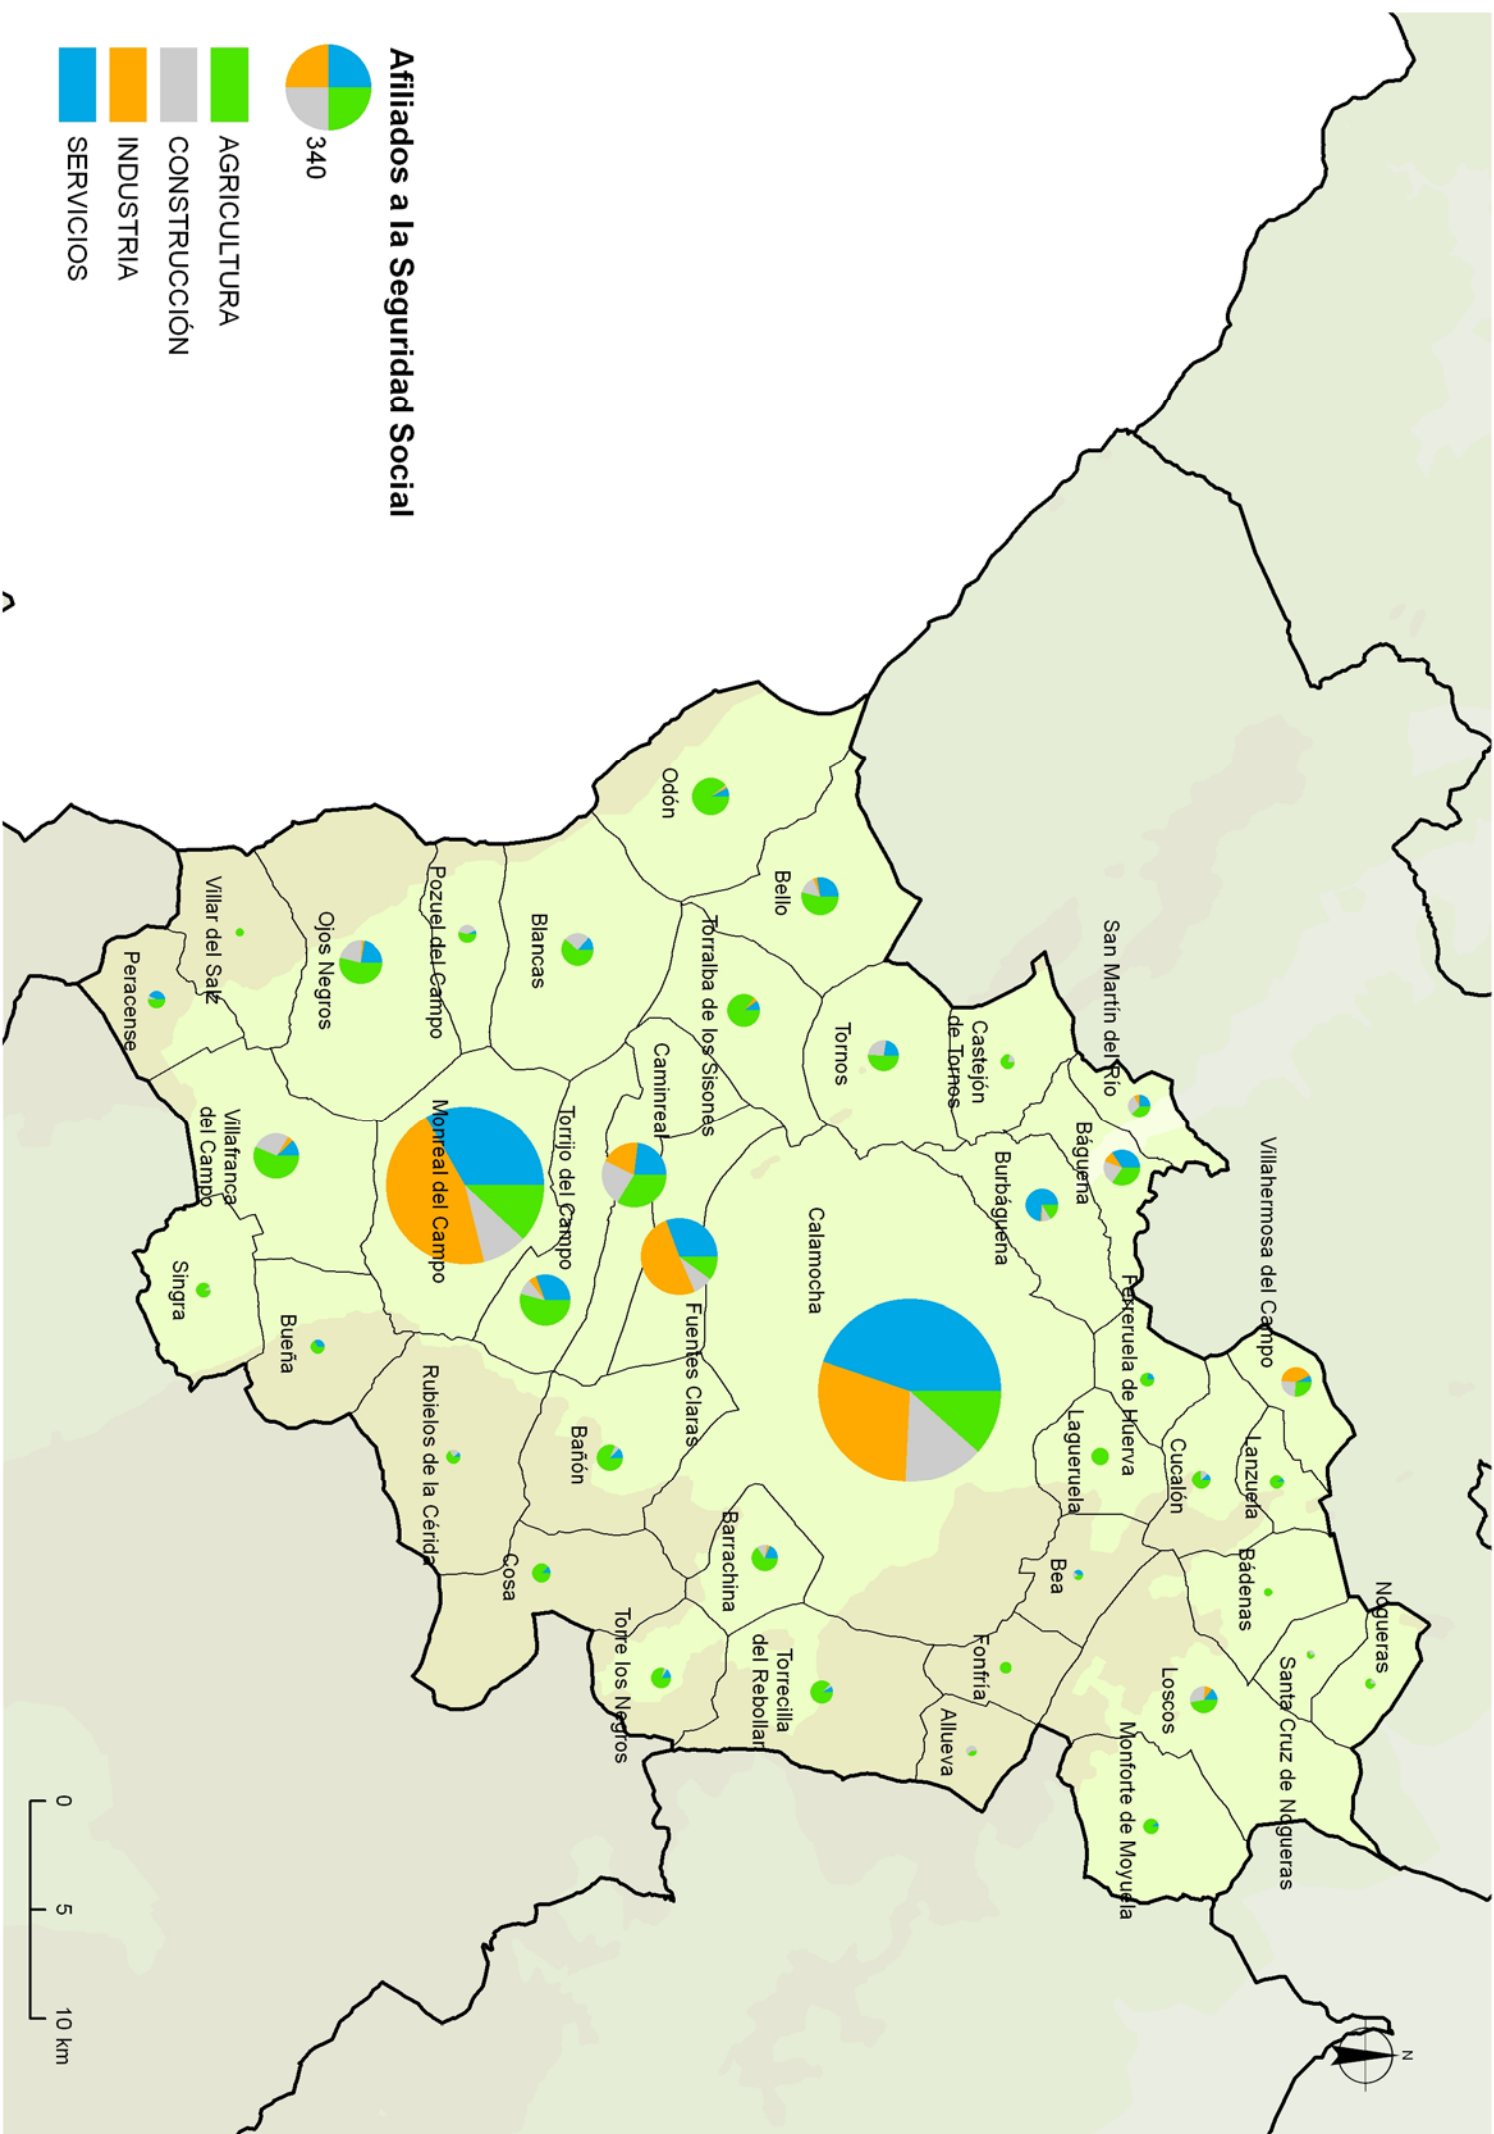 Afiliados a la Seguridad Social
340
AGRICULTURA
CONSTRUCCIÓN
INDUSTRIA
SERVICIOS
N
Nogueras
Villahermosa del Campo
Santa Cruz de Nogueras
Lanzuela
Bádenas
Cucalón
Loscos
San Martín del Río
Ferreruela de Huerva
Monforte de Moyuela
Báguena
Lagueruela
Bea
Burbáguena
Castejón
de Tornos
Fonfría
Allueva
Tornos
Calamocha
Bello
Torrecilla
del Rebollar
Torralba de los Sisones
Barrachina
Odón
Fuentes Claras
Caminreal
Torre los Negros
Bañón
Torrijo del Campo
Blancas
Cosa
Pozuel del Campo
Monreal del Campo
Rubielos de la Cérida
Ojos Negros
Bueña
Villafranca
del Campo
Villar del Salz
Singra
Peracense
0 5 10 km